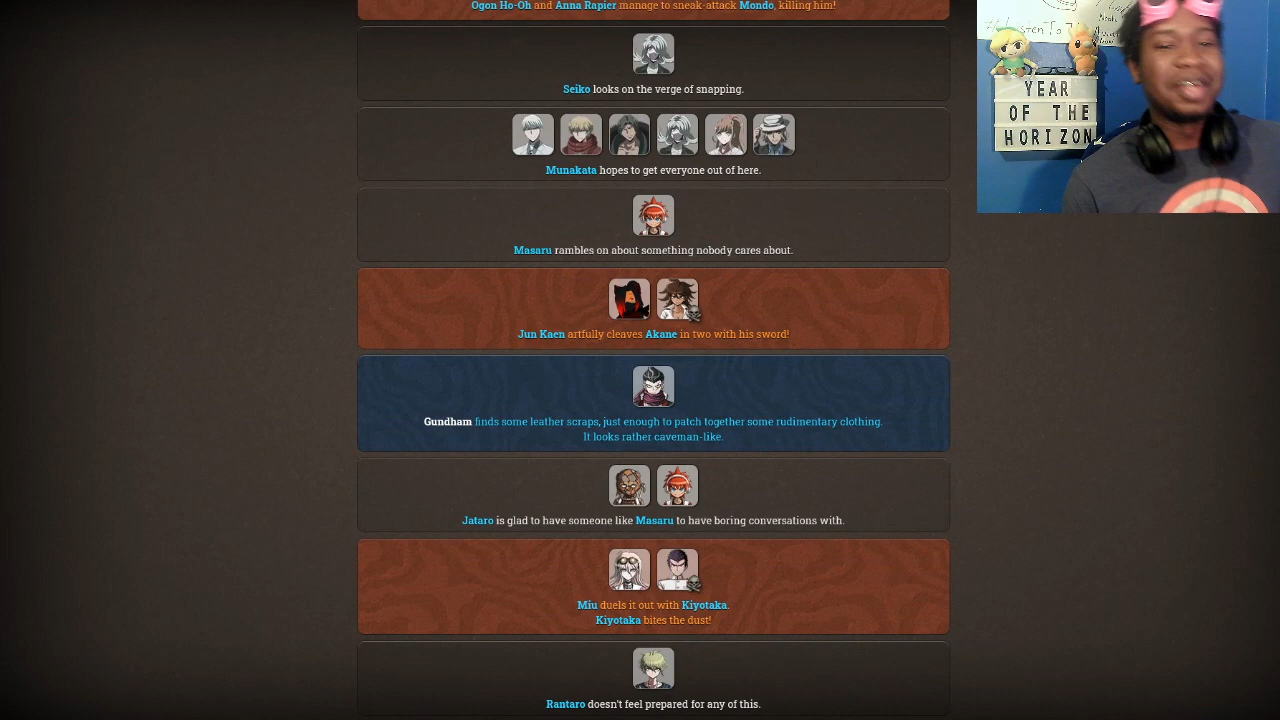 Ogon Ho-Oh and Anna Rapier manage to sneak-attack Mondo, killing him!
Seiko looks on the verge of snapping.
Munakata hopes to get everyone out of here.
Masaru rambles on about something nobody cares about.
Jun Kaen artfully cleaves Akane in two with his sword!
Gundham finds some leather scraps, just enough to patch together some rudimentary clothing.
It looks rather caveman-like.
Jataro is glad to have someone like Masaru to have boring conversations with.
Miu duels it out with Kiyotaka.
Kiyotaka bites the dust!
Rantaro doesn't feel prepared for any of this.
YEAR
OF THE
HORIZON